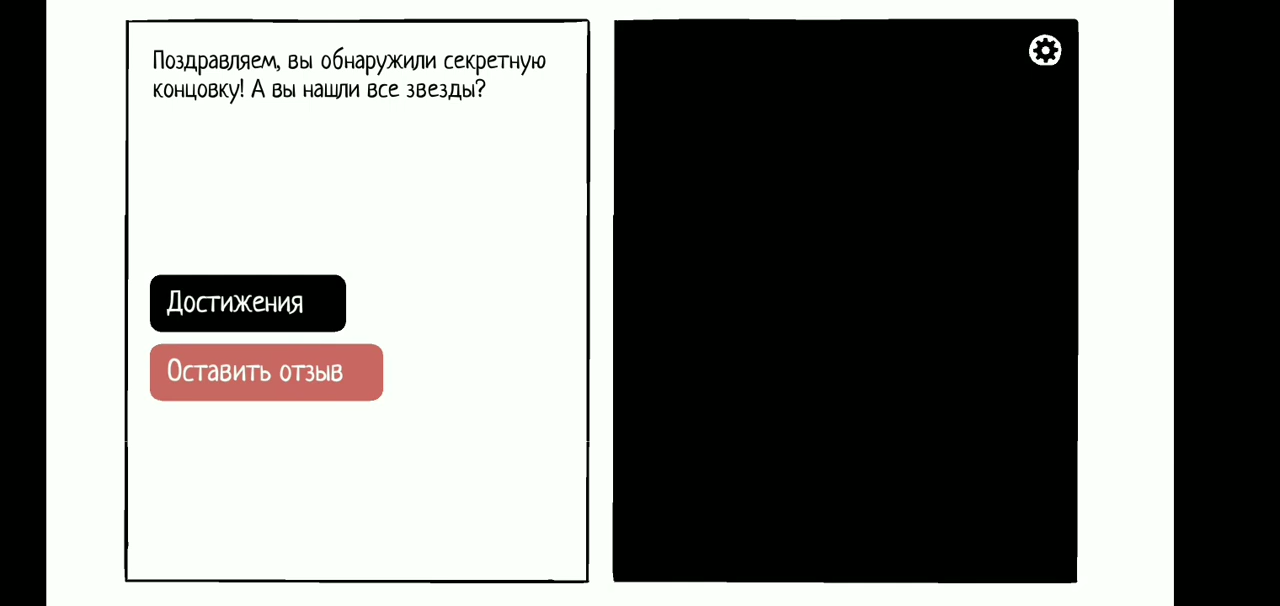 Поздравляем, вы обнаружили секретную
концовку! А вы нашли все звезды?
Достижения
Оставить отзыв